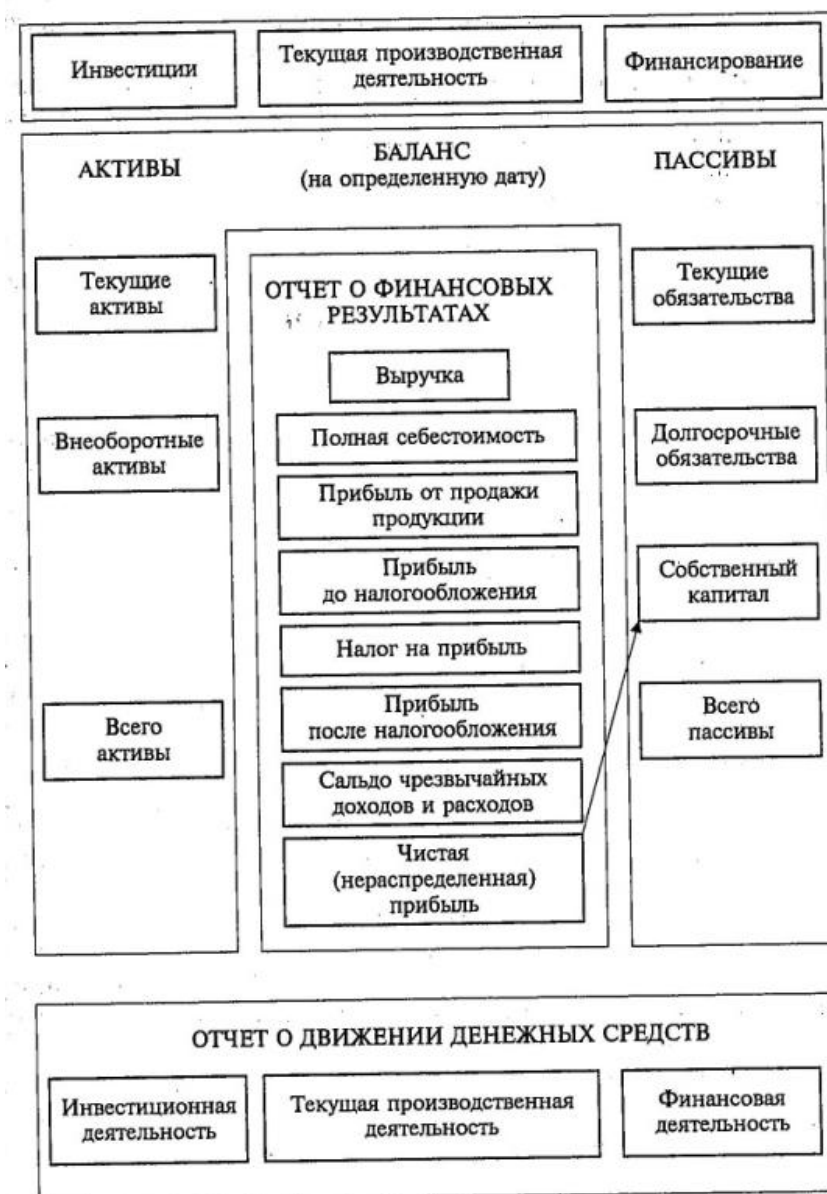 Инвестиции
Текущая производственная
деятельность
Финансирование
АКТИВЫ
БАЛАНС
(на определенную дату)
ПАССИВЫ
Текущие
активы
Внеоборотные
активы
Всего
активы
ОТЧЕТ О ФИНАНСОВЫХ
РЕЗУЛЬТАТАХ
Выручка
Полная себестоимость
Прибыль от продажи
продукции
Прибыль
до налогообложения
Налог на прибыль
Прибыль
после налогообложения
Сальдо чрезвычайных
доходов и расходов
Чистая
(нераспределенная)
прибыль
Текущие
обязательства
Долгосрочные
обязательства
Собственный
капитал
Всего
пассивы
ОТЧЕТ О ДВИЖЕНИИ ДЕНЕЖНЫХ СРЕДСТВ
Инвестиционная
деятельность
Текущая производственная
деятельность
Финансовая
деятельность